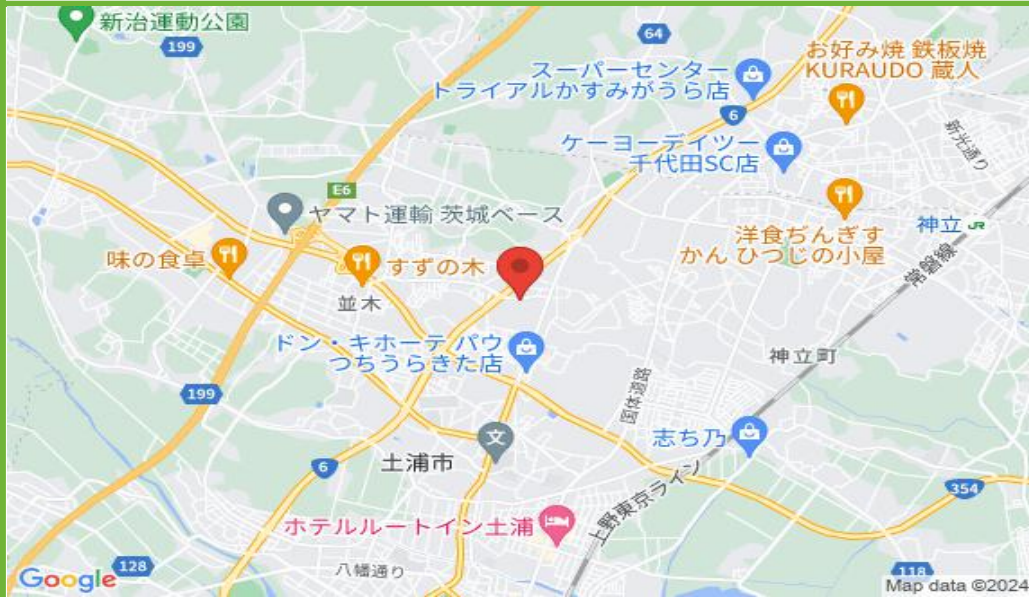 新治運動公園
199
64
お好み焼 鉄板焼
KURAUDO 蔵人
スーパーセンター
トライアルかすみがうら店
6
新光通り
ケーヨーデイツー
千代田SC店
E6
ヤマト運輸 茨城ベース
洋食ぢんぎす
かん ひつじの小屋
神立 JR
常磐線
味の食卓
すずの木
並木
ドン・キホーテ パウ
つちうらきた店
神立町
199
国体道路
志ち乃
文
土浦市
6
354
上野東京ライン
ホテルルートイン土浦
128
八幡通り
118
Google
Map data ©2024